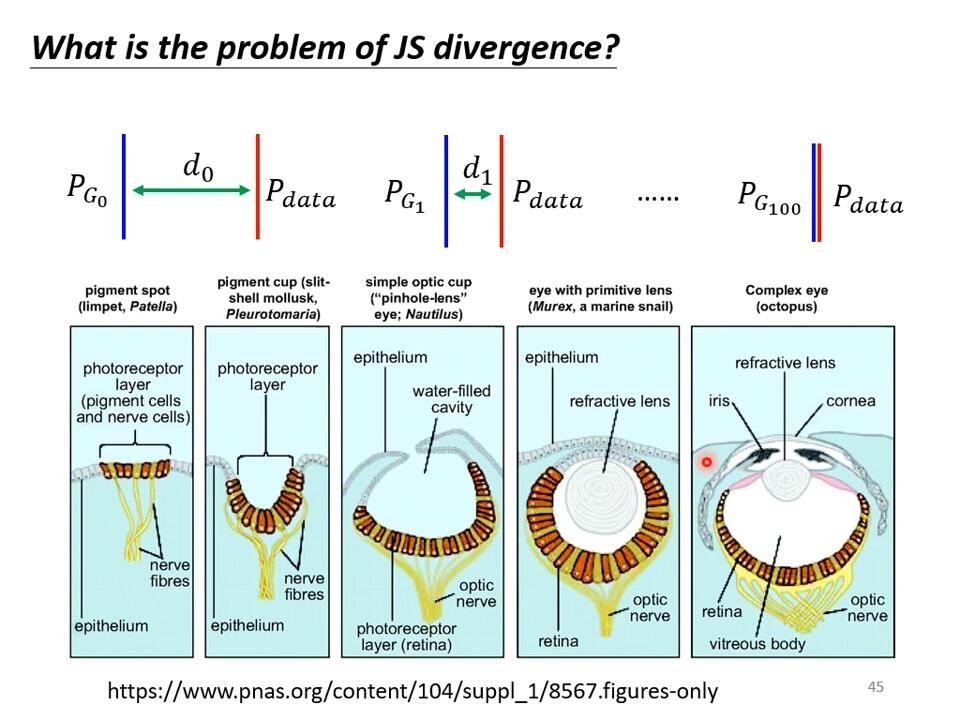 What is the problem of JS divergence?
P_{G_0} d_0 P_{data} P_{G_1} d_1 P_{data} …… P_{G_{100}} P_{data}
pigment spot
(limpet, Patella)
pigment cup (slit-
shell mollusk,
Pleurotomaria)
simple optic cup
(“pinhole-lens”
eye; Nautilus)
eye with primitive lens
(Murex, a marine snail)
Complex eye
(octopus)
photoreceptor
layer
(pigment cells
and nerve cells)
nerve
fibres
epithelium
photoreceptor
layer
nerve
fibres
epithelium
epithelium
water-filled
cavity
optic
nerve
photoreceptor
layer (retina)
epithelium
refractive lens
optic
nerve
retina
refractive lens
iris
cornea
retina
optic
nerve
vitreous body
https://www.pnas.org/content/104/suppl_1/8567.figures-only
45